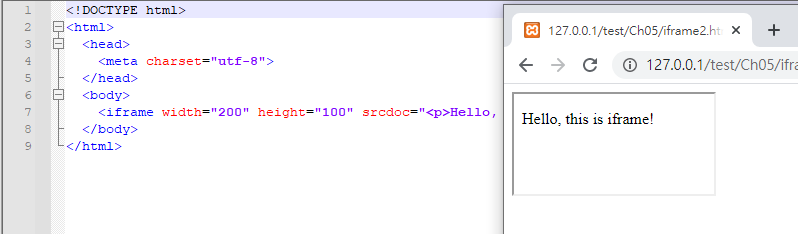 1 <!DOCTYPE html>
2 <html>
3 <head>
4 <meta charset="utf-8">
5 </head>
6 <body>
7 <iframe width="200" height="100" srcdoc="<p>Hello,
8 </body>
9 </html>
127.0.0.1/test/Ch05/iframe2.ht
127.0.0.1/test/Ch05/ifra
Hello, this is iframe!